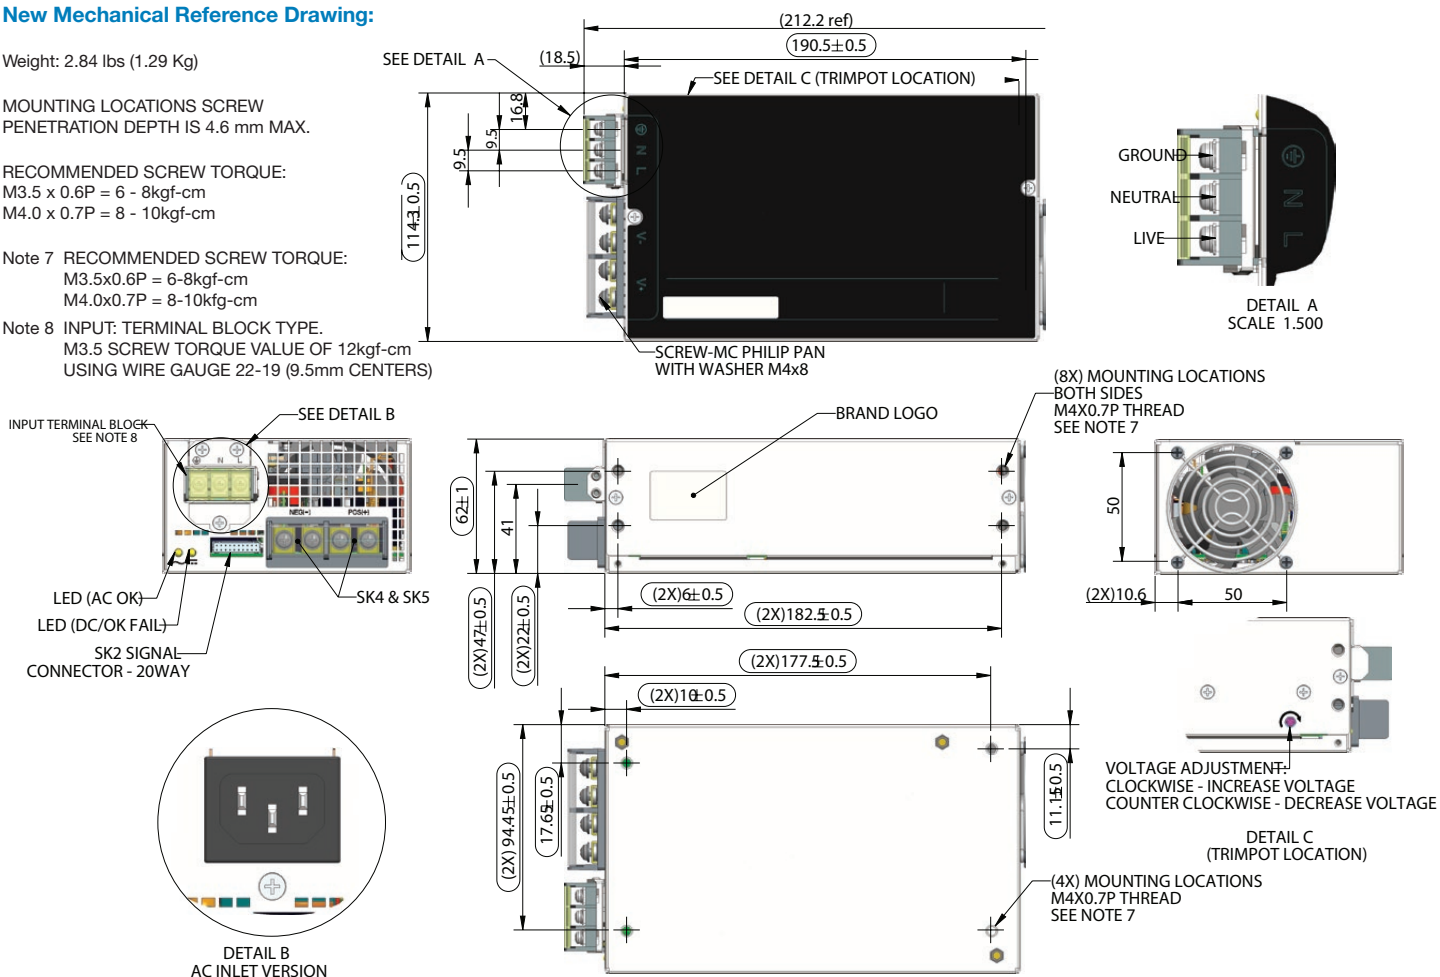 New Mechanical Reference Drawing:
Weight: 2.84 lbs (1.29 Kg)
MOUNTING LOCATIONS SCREW
PENETRATION DEPTH IS 4.6 mm MAX.
RECOMMENDED SCREW TORQUE:
M3.5 x 0.6P = 6 - 8kgf-cm
M4.0 x 0.7P = 8 - 10kgf-cm
Note 7 RECOMMENDED SCREW TORQUE:
M3.5x0.6P = 6-8kgf-cm
M4.0x0.7P = 8-10kfg-cm
Note 8 INPUT: TERMINAL BLOCK TYPE.
M3.5 SCREW TORQUE VALUE OF 12kgf-cm
USING WIRE GAUGE 22-19 (9.5mm CENTERS)
(212.2 ref)
190.5±0.5
(18.5)
SEE DETAIL A
SEE DETAIL C (TRIMPOT LOCATION)
16.8
9.5
9.5
114.3±0.5
N
L
V-
V+
SCREW-MC PHILIP PAN
WITH WASHER M4x8
GROUND
NEUTRAL
LIVE
N
L
DETAIL A
SCALE 1.500
INPUT TERMINAL BLOCK
SEE NOTE 8
SEE DETAIL B
N
L
NEG(-)
POS(+)
LED (AC OK)
LED (DC/OK FAIL)
SK2 SIGNAL
CONNECTOR - 20WAY
SK4 & SK5
BRAND LOGO
(8X) MOUNTING LOCATIONS
BOTH SIDES
M4X0.7P THREAD
SEE NOTE 7
62±1
41
(2X)47±0.5
(2X)22±0.5
(2X)6±0.5
(2X)182.5±0.5
50
(2X)10.6
50
(2X)177.5±0.5
(2X)10±0.5
(2X) 94.45±0.5
17.65±0.5
11.15±0.5
VOLTAGE ADJUSTMENT:
CLOCKWISE - INCREASE VOLTAGE
COUNTER CLOCKWISE - DECREASE VOLTAGE
DETAIL C
(TRIMPOT LOCATION)
(4X) MOUNTING LOCATIONS
M4X0.7P THREAD
SEE NOTE 7
DETAIL B
AC INLET VERSION